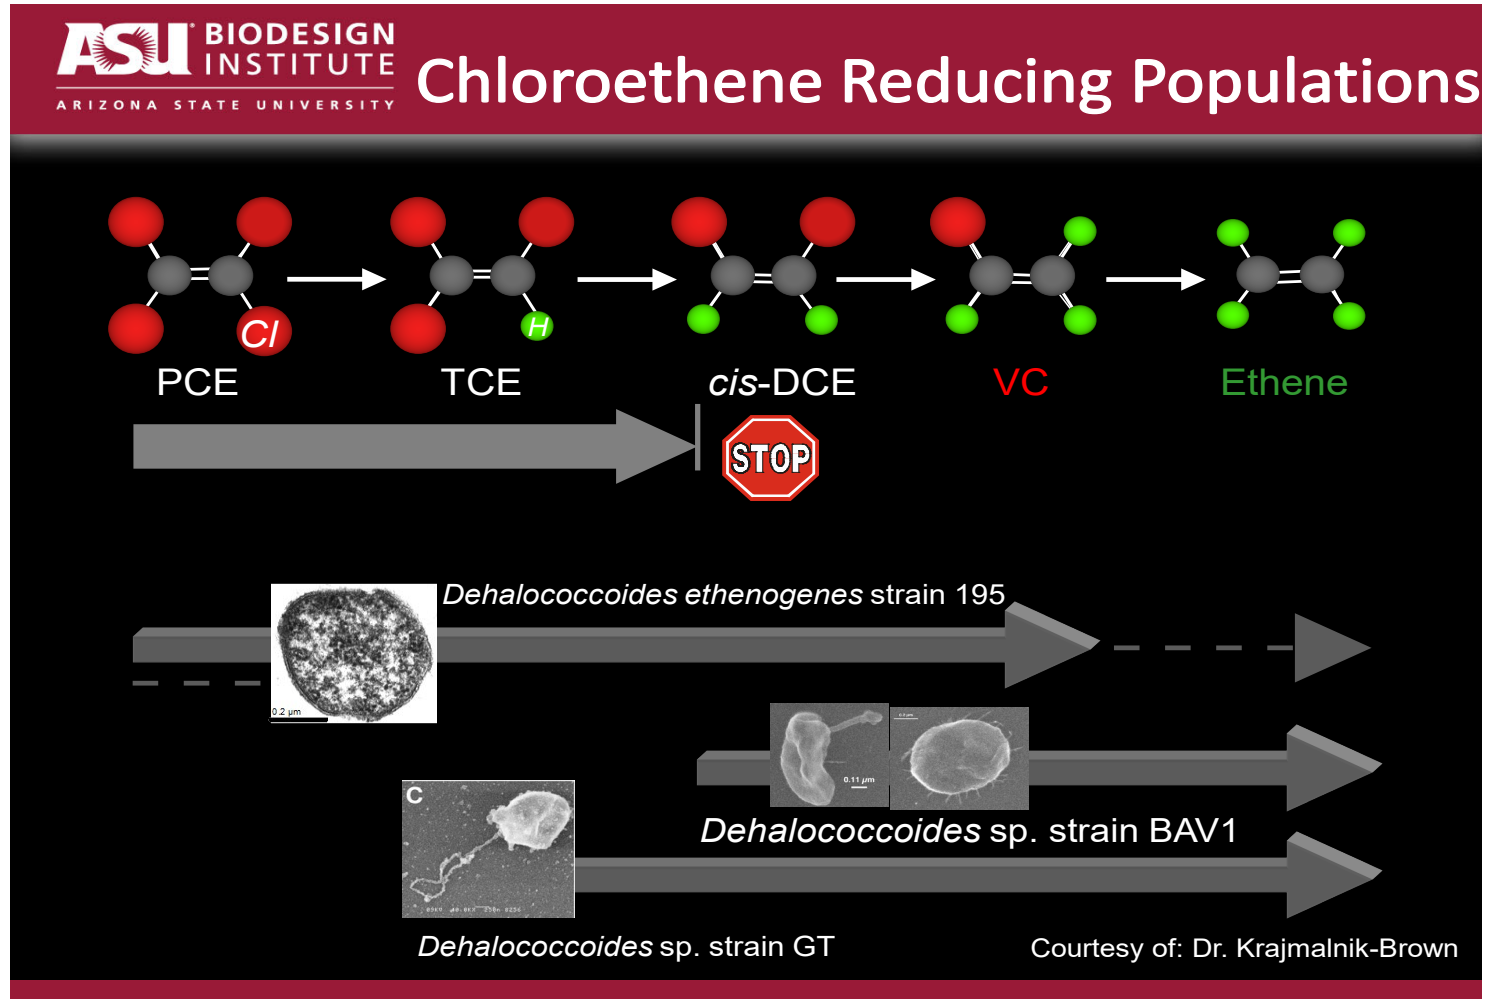 ASU BIODESIGN
INSTITUTE
ARIZONA STATE UNIVERSITY
Chloroethene Reducing Populations
Cl
H
PCE
TCE
cis-DCE
VC
Ethene
STOP
Dehalococcoides ethenogenes strain 195
0.2 µm
0.11 µm
Dehalococcoides sp. strain BAV1
C
Dehalococcoides sp. strain GT
Courtesy of: Dr. Krajmalnik-Brown